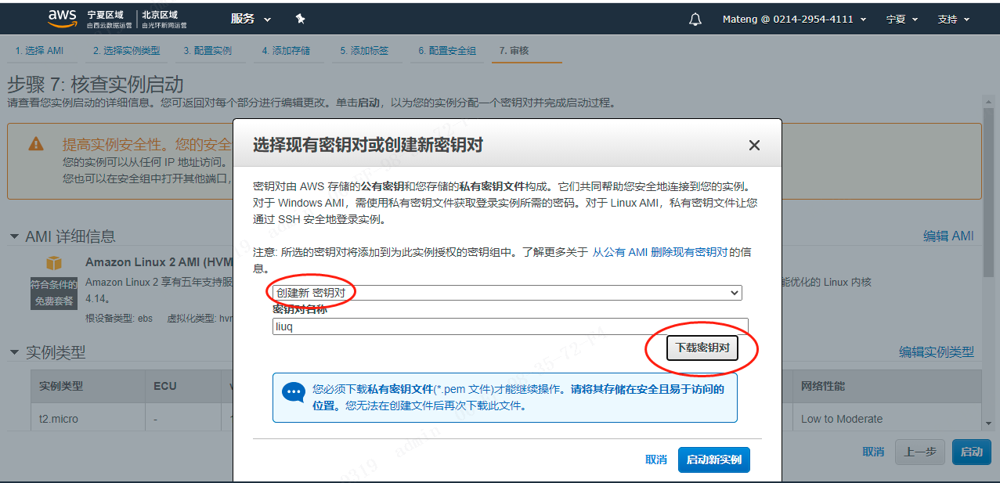 aws 宁夏区域 北京区域 服务 Mateng @ 0214-2954-4111 宁夏 支持
由西云数据运营 由光环新网运营
1. 选择 AMI 2. 选择实例类型 3. 配置实例 4. 添加存储 5. 添加标签 6. 配置安全组 7. 审核
步骤 7: 核查实例启动
请查看您实例启动的详细信息。您可返回对每个部分进行编辑更改。单击启动，以为您的实例分配一个密钥对并完成启动过程。
提高实例安全性。您的安全
您的实例可以从任何 IP 地址访问。
您也可以在安全组中打开其他端口，
选择现有密钥对或创建新密钥对
密钥对由 AWS 存储的公有密钥和您存储的私有密钥文件构成。它们共同帮助您安全地连接到您的实例。
对于 Windows AMI，需使用私有密钥文件获取登录实例所需的密码。对于 Linux AMI，私有密钥文件让您
通过 SSH 安全地登录实例。
注意: 所选的密钥对将添加到为此实例授权的密钥组中。了解更多关于 从公有 AMI 删除现有密钥对 的信
息。
创建新 密钥对
密钥对名称
liuq
下载密钥对
您必须下载私有密钥文件(*.pem 文件)才能继续操作。请将其存储在安全且易于访问的
位置。您无法在创建文件后再次下载此文件。
取消 启动新实例
AMI 详细信息 编辑 AMI
Amazon Linux 2 AMI (HVM
符合条件的
免费套餐
Amazon Linux 2 享有五年支持服 能优化的 Linux 内核
4.14。
根设备类型: ebs 虚拟化类型: hvr
实例类型 编辑实例类型
实例类型 ECU 网络性能
t2.micro - Low to Moderate
取消 上一步 启动